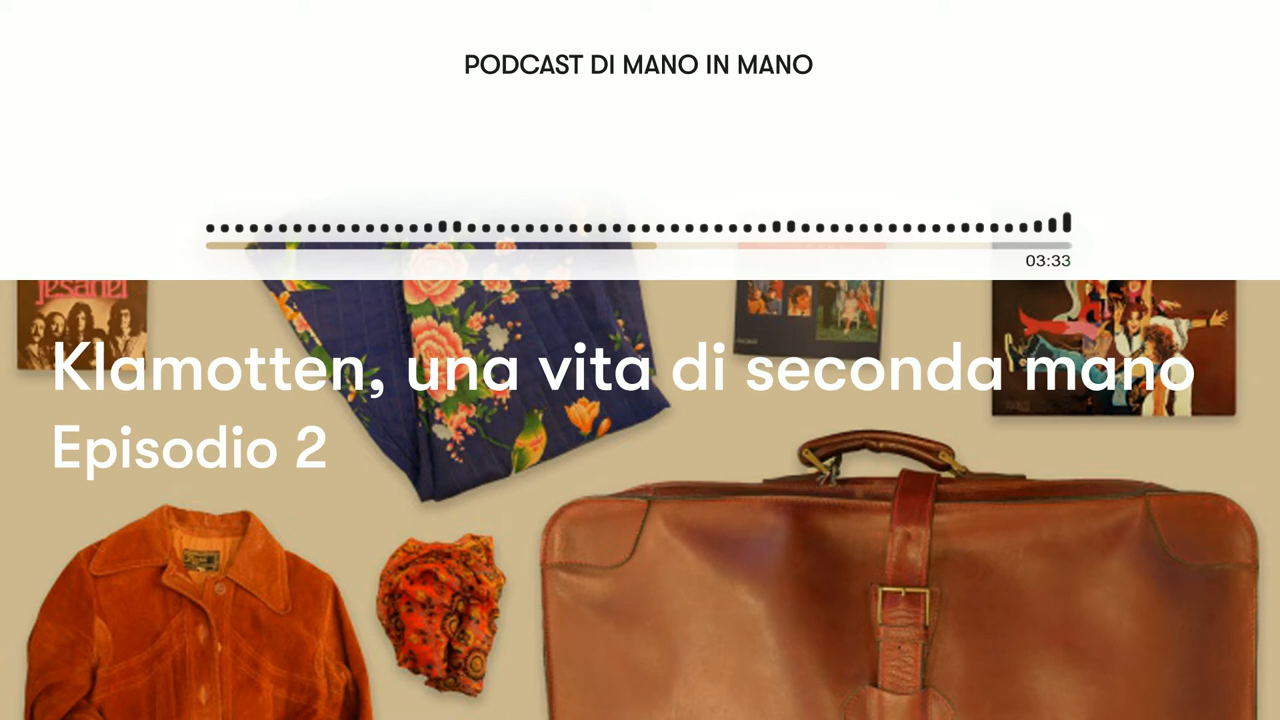 PODCAST DI MANO IN MANO
03:33
Jesahel
Klamotten, una vita di seconda mano
Episodio 2